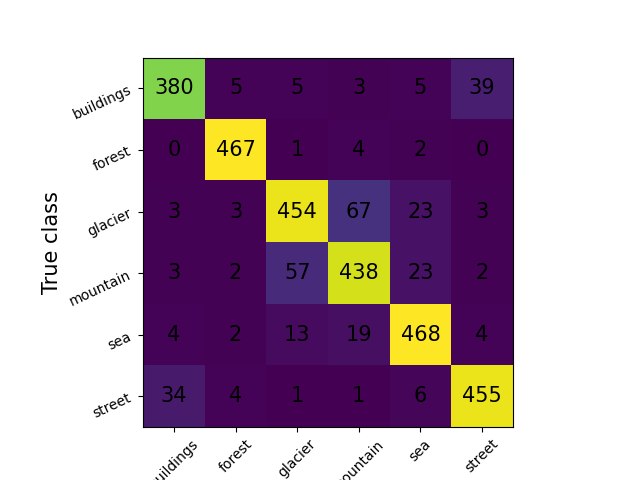 buildings 380 5 5 3 5 39
forest 0 467 1 4 2 0
glacier 3 3 454 67 23 3
mountain 3 2 57 438 23 2
sea 4 2 13 19 468 4
street 34 4 1 1 6 455
True class
uildings forest glacier ountain sea street